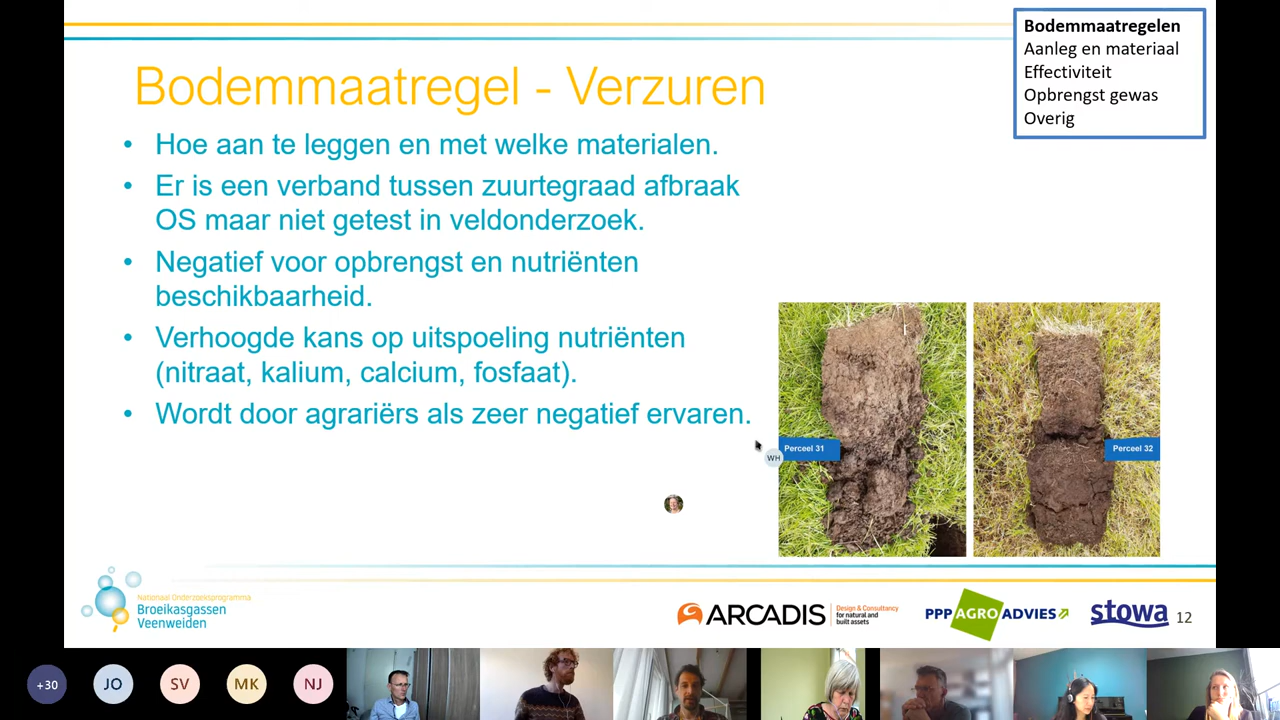 Bodemmaatregelen
Aanleg en materiaal
Effectiviteit
Opbrengst gewas
Overig
Bodemmaatregel - Verzuren
• Hoe aan te leggen en met welke materialen.
• Er is een verband tussen zuurtegraad afbraak
OS maar niet getest in veldonderzoek.
• Negatief voor opbrengst en nutriënten
beschikbaarheid.
• Verhoogde kans op uitspoeling nutriënten
(nitraat, kalium, calcium, fosfaat).
• Wordt door agrariërs als zeer negatief ervaren.
Perceel 31
WH
Perceel 32
Nationaal Onderzoeksprogramma
Broeikasgassen
Veenweiden
ARCADIS
Design & Consultancy
for natural and
built assets
PPP AGRO ADVIES
stowa
12
+30
JO
SV
MK
NJ